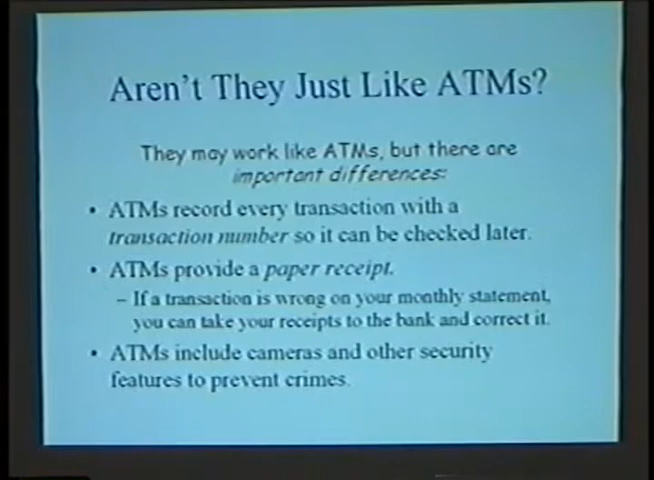 Aren't They Just Like ATMs?
They may work like ATMs, but there are
important differences:
• ATMs record every transaction with a
transaction number so it can be checked later.
• ATMs provide a paper receipt.
– If a transaction is wrong on your monthly statement,
you can take your receipts to the bank and correct it.
• ATMs include cameras and other security
features to prevent crimes.